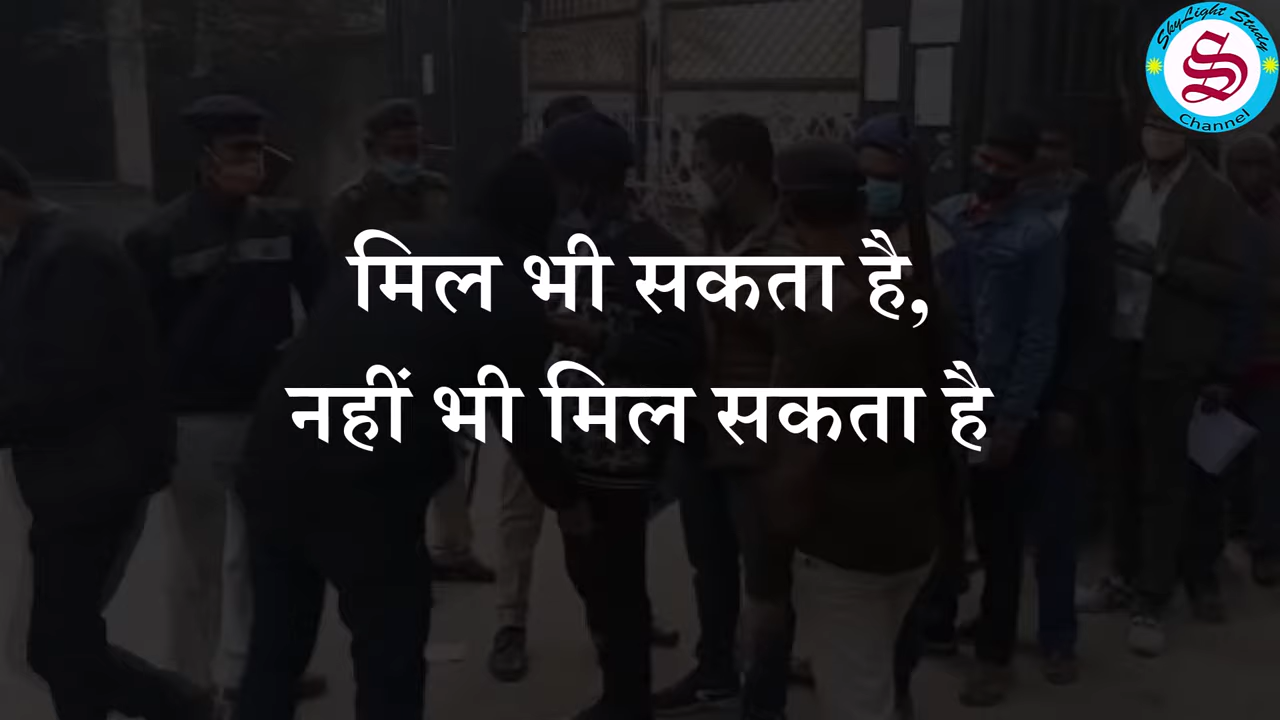 SkyLight Study
S
Channel
मिल भी सकता है,
नहीं भी मिल सकता है